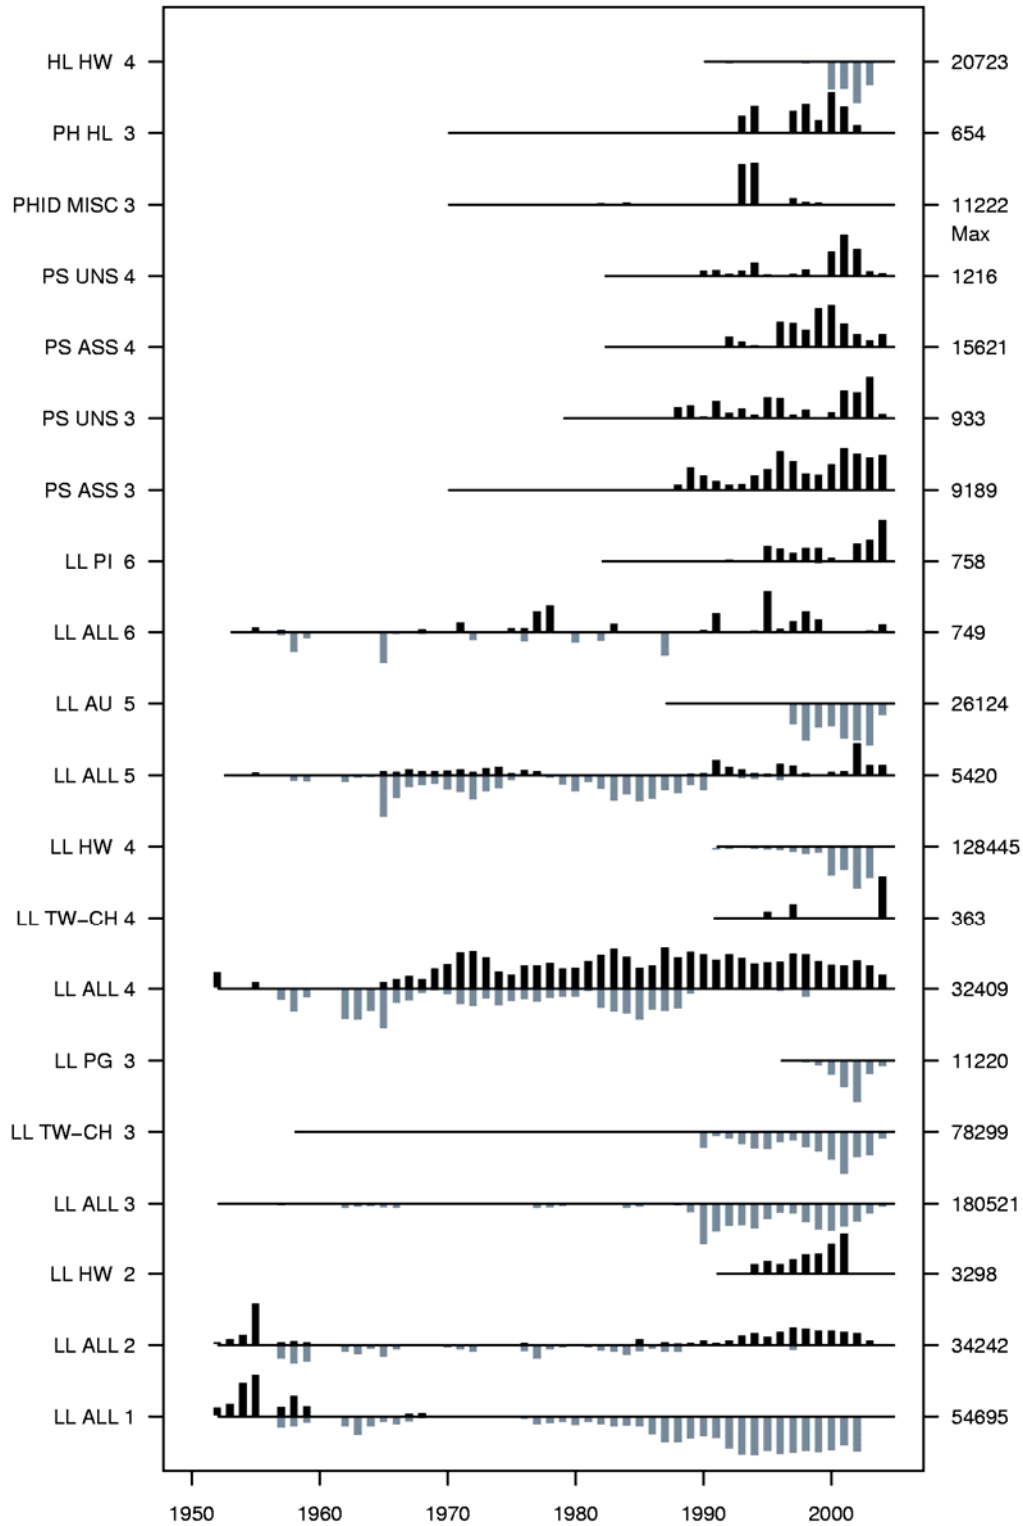 HL HW 4 20723
PH HL 3 654
PHID MISC 3 11222
Max
PS UNS 4 1216
PS ASS 4 15621
PS UNS 3 933
PS ASS 3 9189
LL PI 6 758
LL ALL 6 749
LL AU 5 26124
LL ALL 5 5420
LL HW 4 128445
LL TW–CH 4 363
LL ALL 4 32409
LL PG 3 11220
LL TW–CH 3 78299
LL ALL 3 180521
LL HW 2 3298
LL ALL 2 34242
LL ALL 1 54695
1950 1960 1970 1980 1990 2000